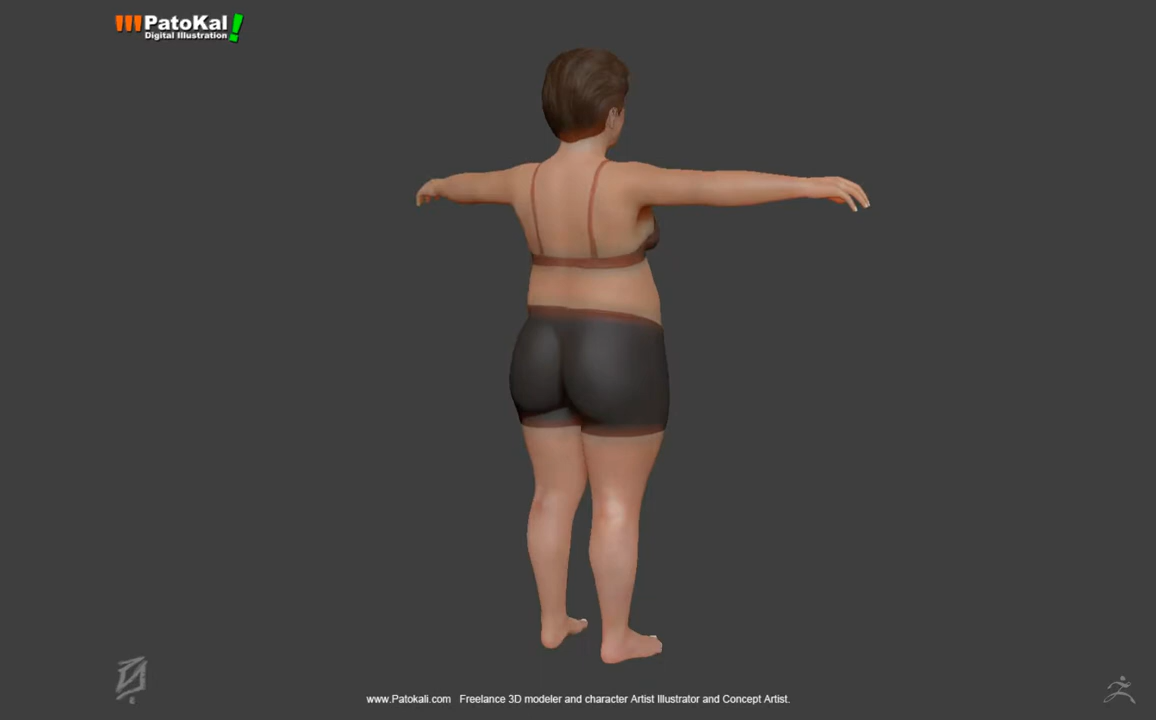 !!!PatoKal!
Digital Illustration
www.Patokali.com Freelance 3D modeler and character Artist Illustrator and Concept Artist.